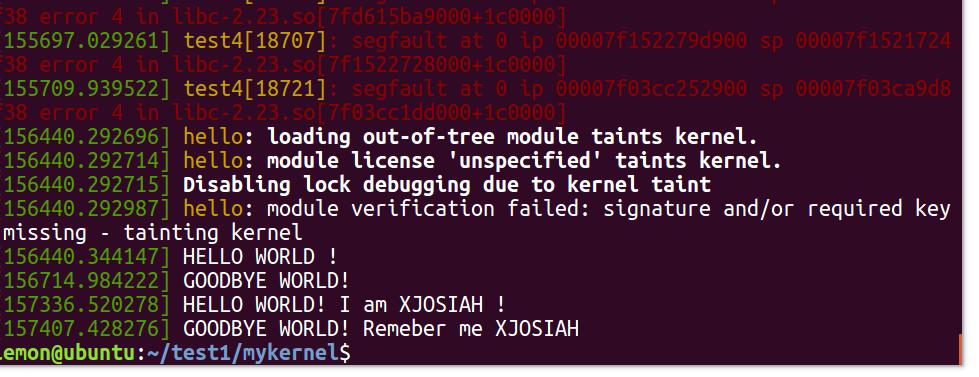 f38 error 4 in libc-2.23.so[7fd615ba9000+1c0000]
[155697.029261] test4[18707]: segfault at 0 ip 00007f152279d900 sp 00007f1521724
f38 error 4 in libc-2.23.so[7f1522728000+1c0000]
[155709.939522] test4[18721]: segfault at 0 ip 00007f03cc252900 sp 00007f03ca9d8
f38 error 4 in libc-2.23.so[7f03cc1dd000+1c0000]
[156440.292696] hello: loading out-of-tree module taints kernel.
[156440.292714] hello: module license 'unspecified' taints kernel.
[156440.292715] Disabling lock debugging due to kernel taint
[156440.292987] hello: module verification failed: signature and/or required key
missing - tainting kernel
[156440.344147] HELLO WORLD !
[156714.984222] GOODBYE WORLD!
[157336.520278] HELLO WORLD! I am XJOSIAH !
[157407.428276] GOODBYE WORLD! Remeber me XJOSIAH
lemon@ubuntu:~/test1/mykernel$